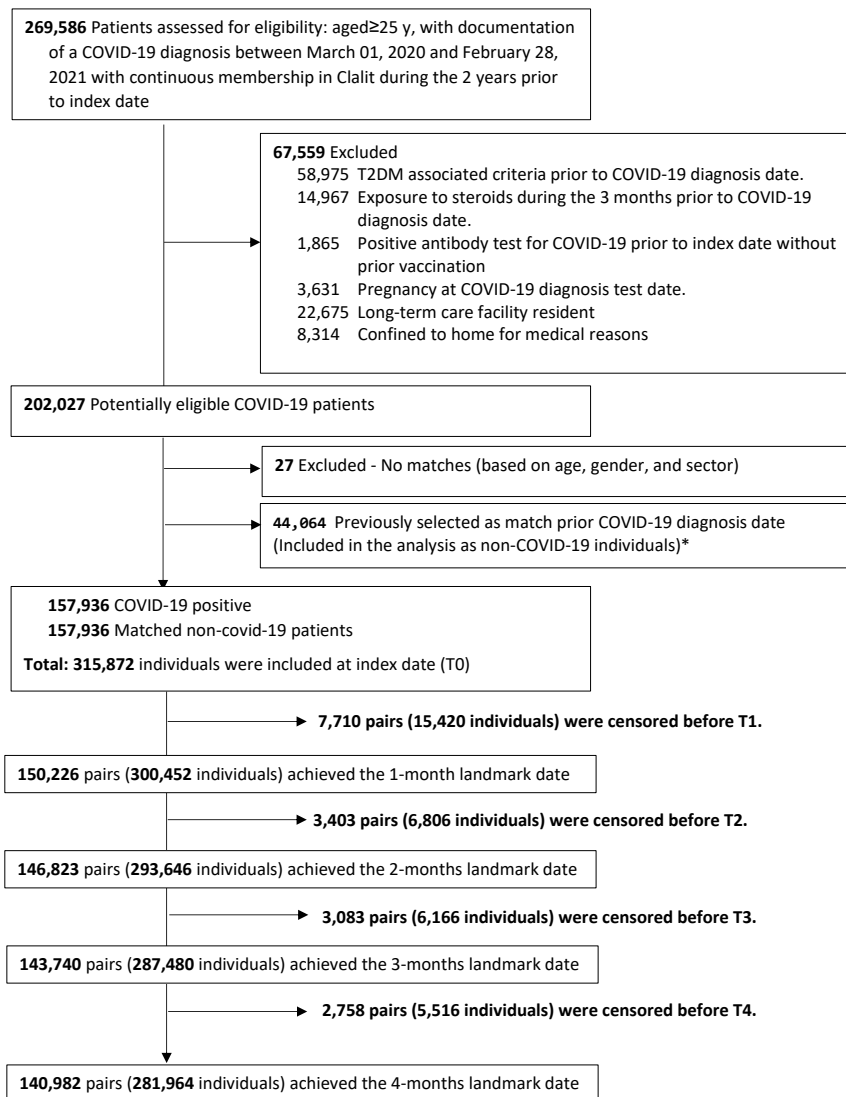 269,586 Patients assessed for eligibility: aged≥25 y, with documentation
of a COVID-19 diagnosis between March 01, 2020 and February 28,
2021 with continuous membership in Clalit during the 2 years prior
to index date
67,559 Excluded
58,975 T2DM associated criteria prior to COVID-19 diagnosis date.
14,967 Exposure to steroids during the 3 months prior to COVID-19
diagnosis date.
1,865 Positive antibody test for COVID-19 prior to index date without
prior vaccination
3,631 Pregnancy at COVID-19 diagnosis test date.
22,675 Long-term care facility resident
8,314 Confined to home for medical reasons
202,027 Potentially eligible COVID-19 patients
27 Excluded - No matches (based on age, gender, and sector)
44,064 Previously selected as match prior COVID-19 diagnosis date
(Included in the analysis as non-COVID-19 individuals)*
157,936 COVID-19 positive
157,936 Matched non-covid-19 patients
Total: 315,872 individuals were included at index date (T0)
7,710 pairs (15,420 individuals) were censored before T1.
150,226 pairs (300,452 individuals) achieved the 1-month landmark date
3,403 pairs (6,806 individuals) were censored before T2.
146,823 pairs (293,646 individuals) achieved the 2-months landmark date
3,083 pairs (6,166 individuals) were censored before T3.
143,740 pairs (287,480 individuals) achieved the 3-months landmark date
2,758 pairs (5,516 individuals) were censored before T4.
140,982 pairs (281,964 individuals) achieved the 4-months landmark date